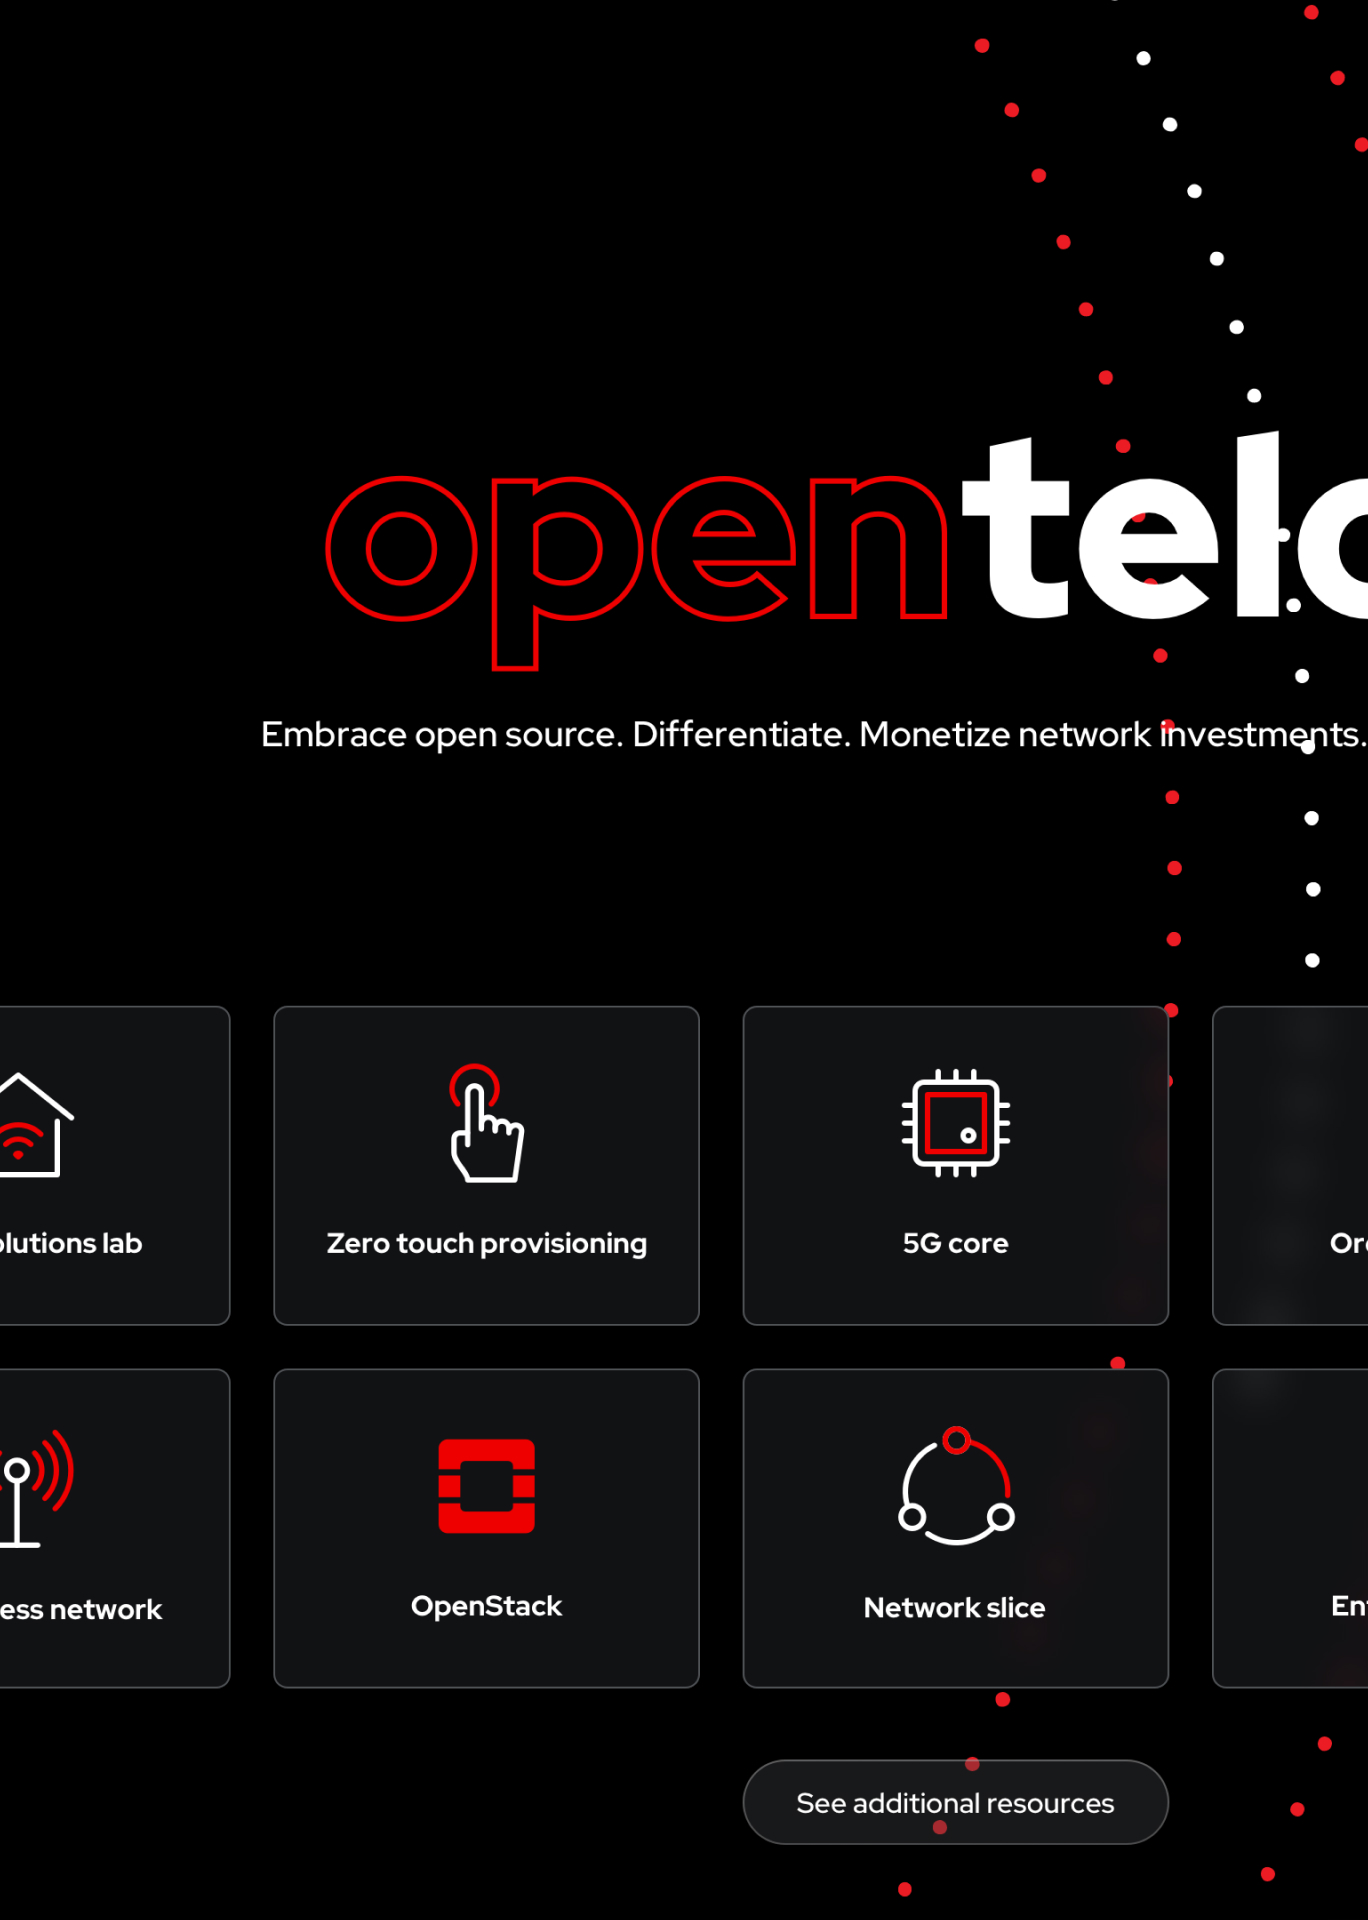 opentelc
Embrace open source. Differentiate. Monetize network investments.
lutions lab
Zero touch provisioning
5G core
Or
ess network
OpenStack
Network slice
En
See additional resources